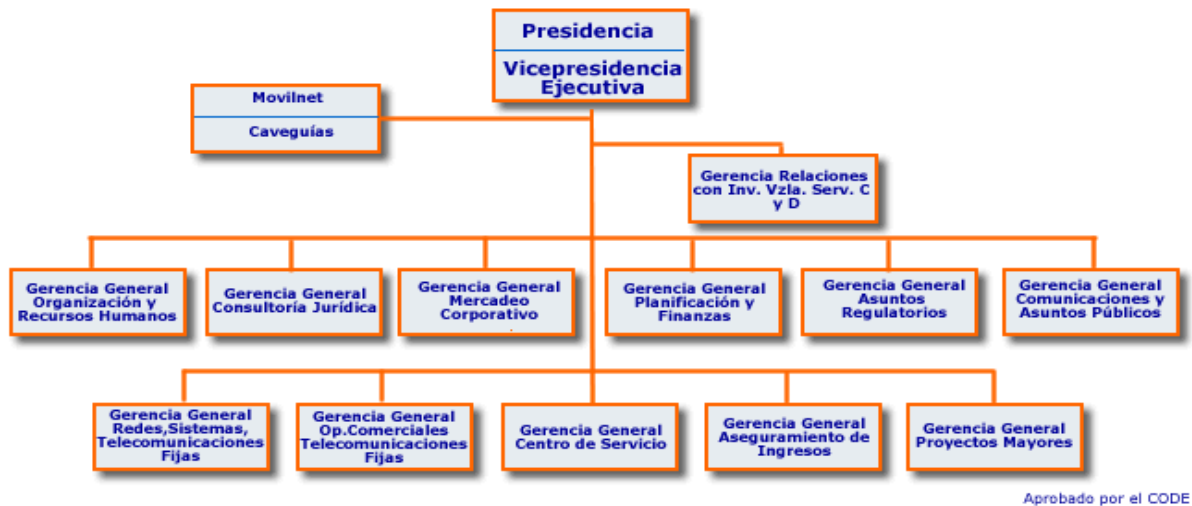 Presidencia
Vicepresidencia
Ejecutiva
Movilnet
Caveguías
Gerencia Relaciones
con Inv. Vzla. Serv. C
y D
Gerencia General
Organización y
Recursos Humanos
Gerencia General
Consultoría Jurídica
Gerencia General
Mercadeo
Corporativo
Gerencia General
Planificación y
Finanzas
Gerencia General
Asuntos
Regulatorios
Gerencia General
Comunicaciones y
Asuntos Públicos
Gerencia General
Redes,Sistemas,
Telecomunicaciones
Fijas
Gerencia General
Op.Comerciales
Telecomunicaciones
Fijas
Gerencia General
Centro de Servicio
Gerencia General
Aseguramiento de
Ingresos
Gerencia General
Proyectos Mayores
Aprobado por el CODE